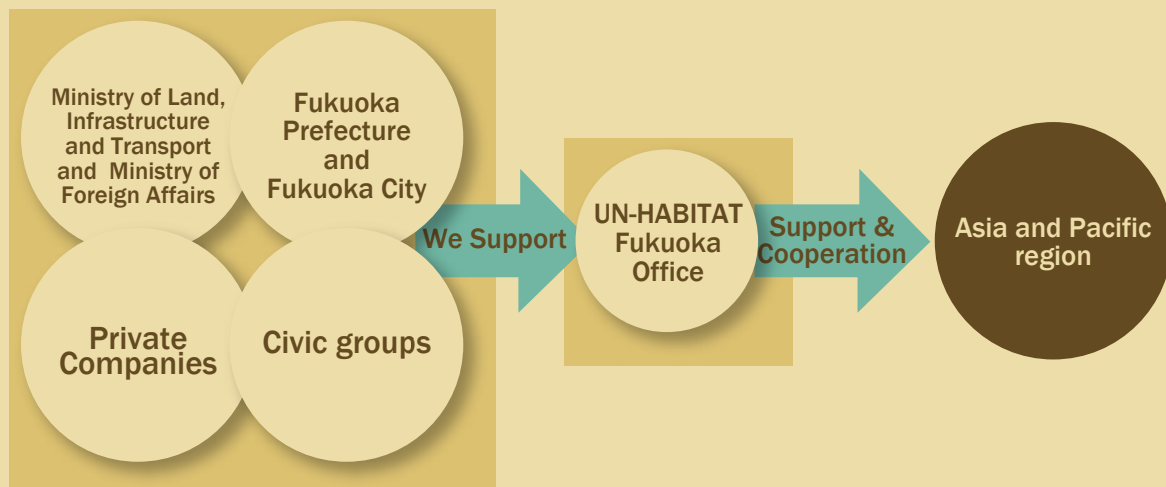 Ministry of Land,
Infrastructure
and Transport
and Ministry of
Foreign Affairs
Fukuoka
Prefecture
and
Fukuoka City
Private
Companies
Civic groups
We Support
UN-HABITAT
Fukuoka
Office
Support &
Cooperation
Asia and Pacific
region